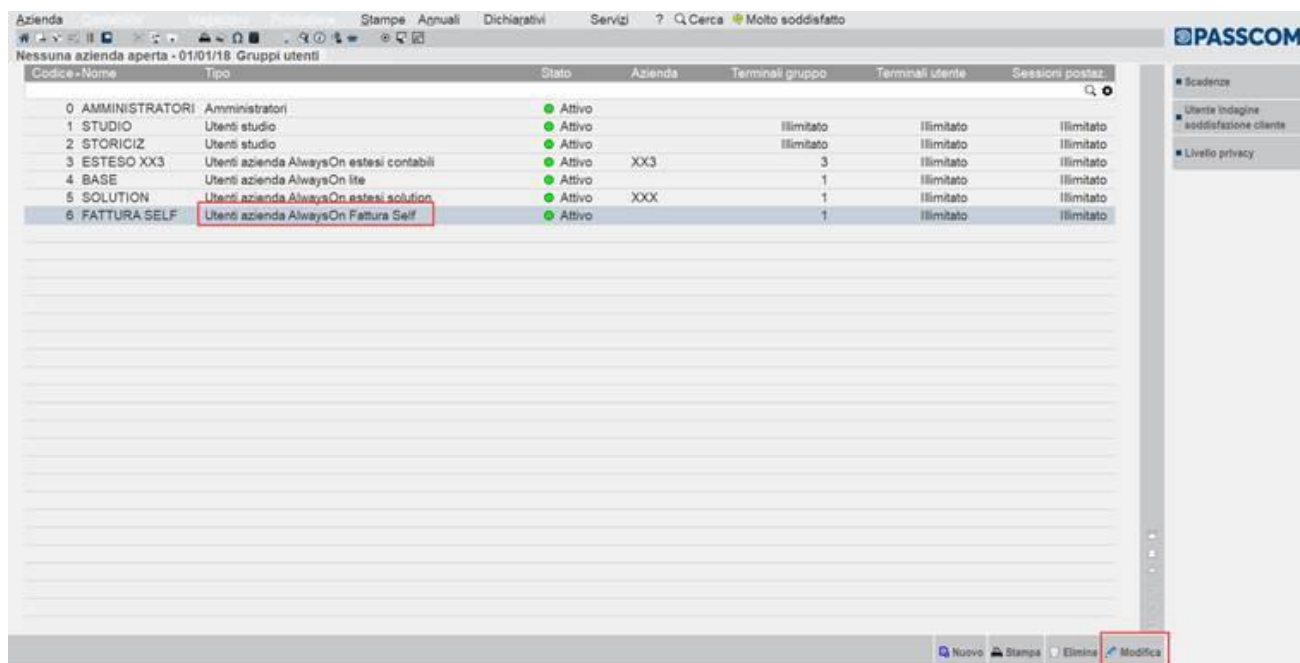 Azienda Stampe Annuali Dichiarativi Servizi ? Cerca Molto soddisfatto
PASSCOM
Nessuna azienda aperta - 01/01/18 Gruppi utenti
Codice Nome Tipo Stato Azienda Terminali gruppo Terminali utente Sessioni postaz.
0 AMMINISTRATORI Amministratori Attivo
1 STUDIO Utenti studio Attivo Illimitato Illimitato Illimitato
2 STORICIZ Utenti studio Attivo Illimitato Illimitato Illimitato
3 ESTESO XX3 Utenti azienda AlwaysOn estesi contabili Attivo XX3 3 Illimitato Illimitato
4 BASE Utenti azienda AlwaysOn lite Attivo 1 Illimitato Illimitato
5 SOLUTION Utenti azienda AlwaysOn estesi solution Attivo XXX 1 Illimitato Illimitato
6 FATTURA SELF Utenti azienda AlwaysOn Fattura Self Attivo 1 Illimitato Illimitato
Scadenze
Utente Indagine
soddisfazione cliente
Livello privacy
Nuovo Stampa Elimina Modifica